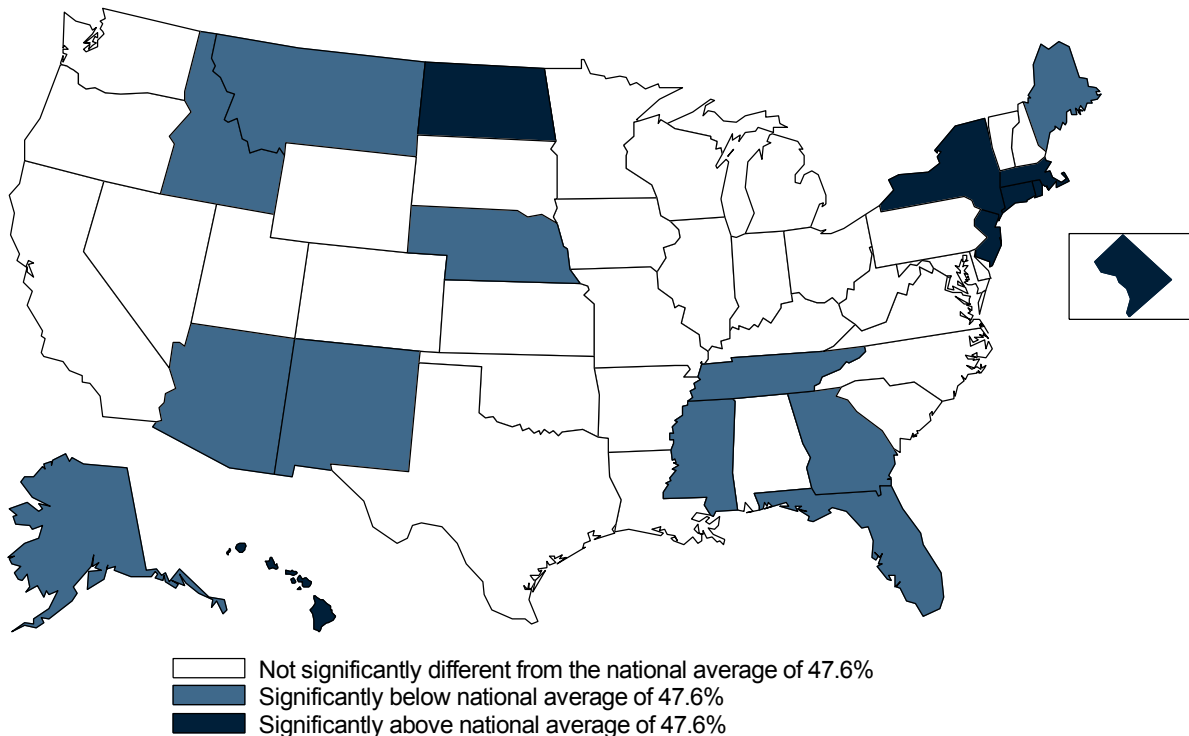 Not significantly different from the national average of 47.6%
Significantly below national average of 47.6%
Significantly above national average of 47.6%